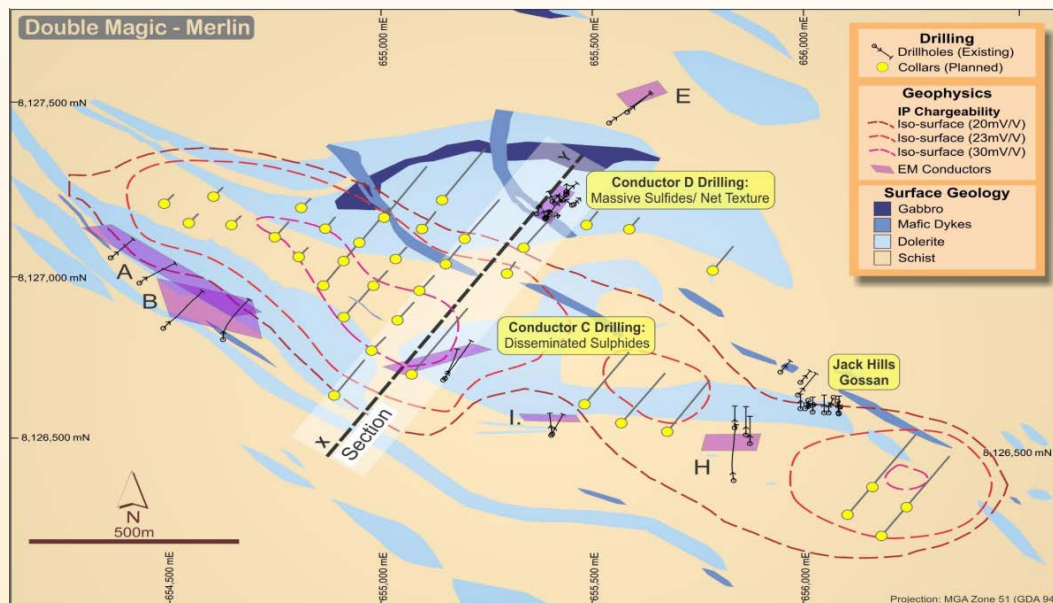 Double Magic - Merlin
655,000 mE
655,500 mE
656,000 mE
8,127,500 mN
8,127,000 mN
8,126,500 mN
8,126,500 mN
E
Y
Conductor D Drilling:
Massive Sulfides/ Net Texture
A
B
Conductor C Drilling:
Disseminated Sulphides
Jack Hills
Gossan
I.
H
X
Section
N
500m
654,500 mE
655,000 mE
655,500 mE
656,000 mE
Drilling
Drillholes (Existing)
Collars (Planned)
Geophysics
IP Chargeability
Iso-surface (20mV/V)
Iso-surface (23mV/V)
Iso-surface (30mV/V)
EM Conductors
Surface Geology
Gabbro
Mafic Dykes
Dolerite
Schist
Projection: MGA Zone 51 (GDA 94